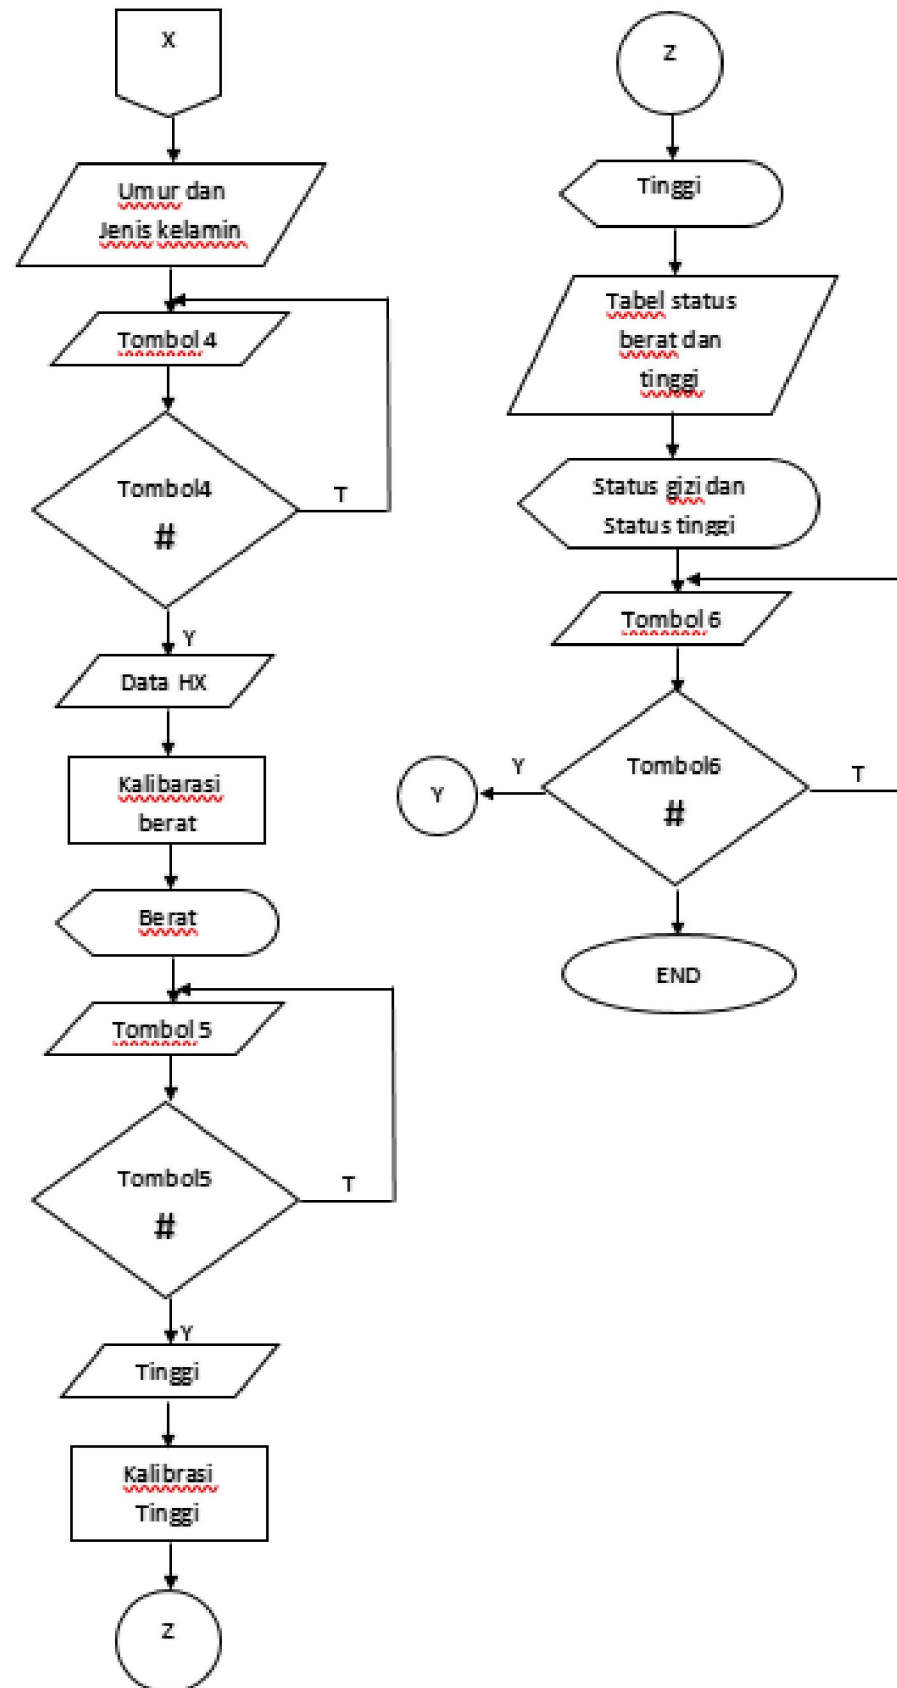 X
Umur dan
Jenis kelamin
Tombol 4
Tombol4
#
T
Y
Data HX
Kalibarasi
berat
Berat
Tombol 5
Tombol5
#
T
Y
Tinggi
Kalibrasi
Tinggi
Z
Z
Tinggi
Tabel status
berat dan
tinggi
Status gizi dan
Status tinggi
Tombol 6
Tombol6
#
T
Y
Y
END